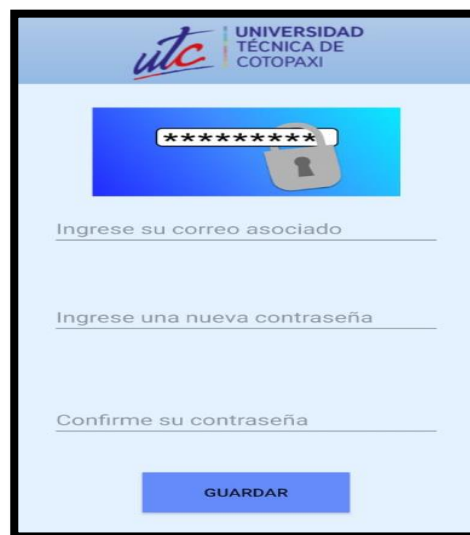 utc
UNIVERSIDAD
TÉCNICA DE
COTOPAXI
*********
Ingrese su correo asociado
Ingrese una nueva contraseña
Confirme su contraseña
GUARDAR